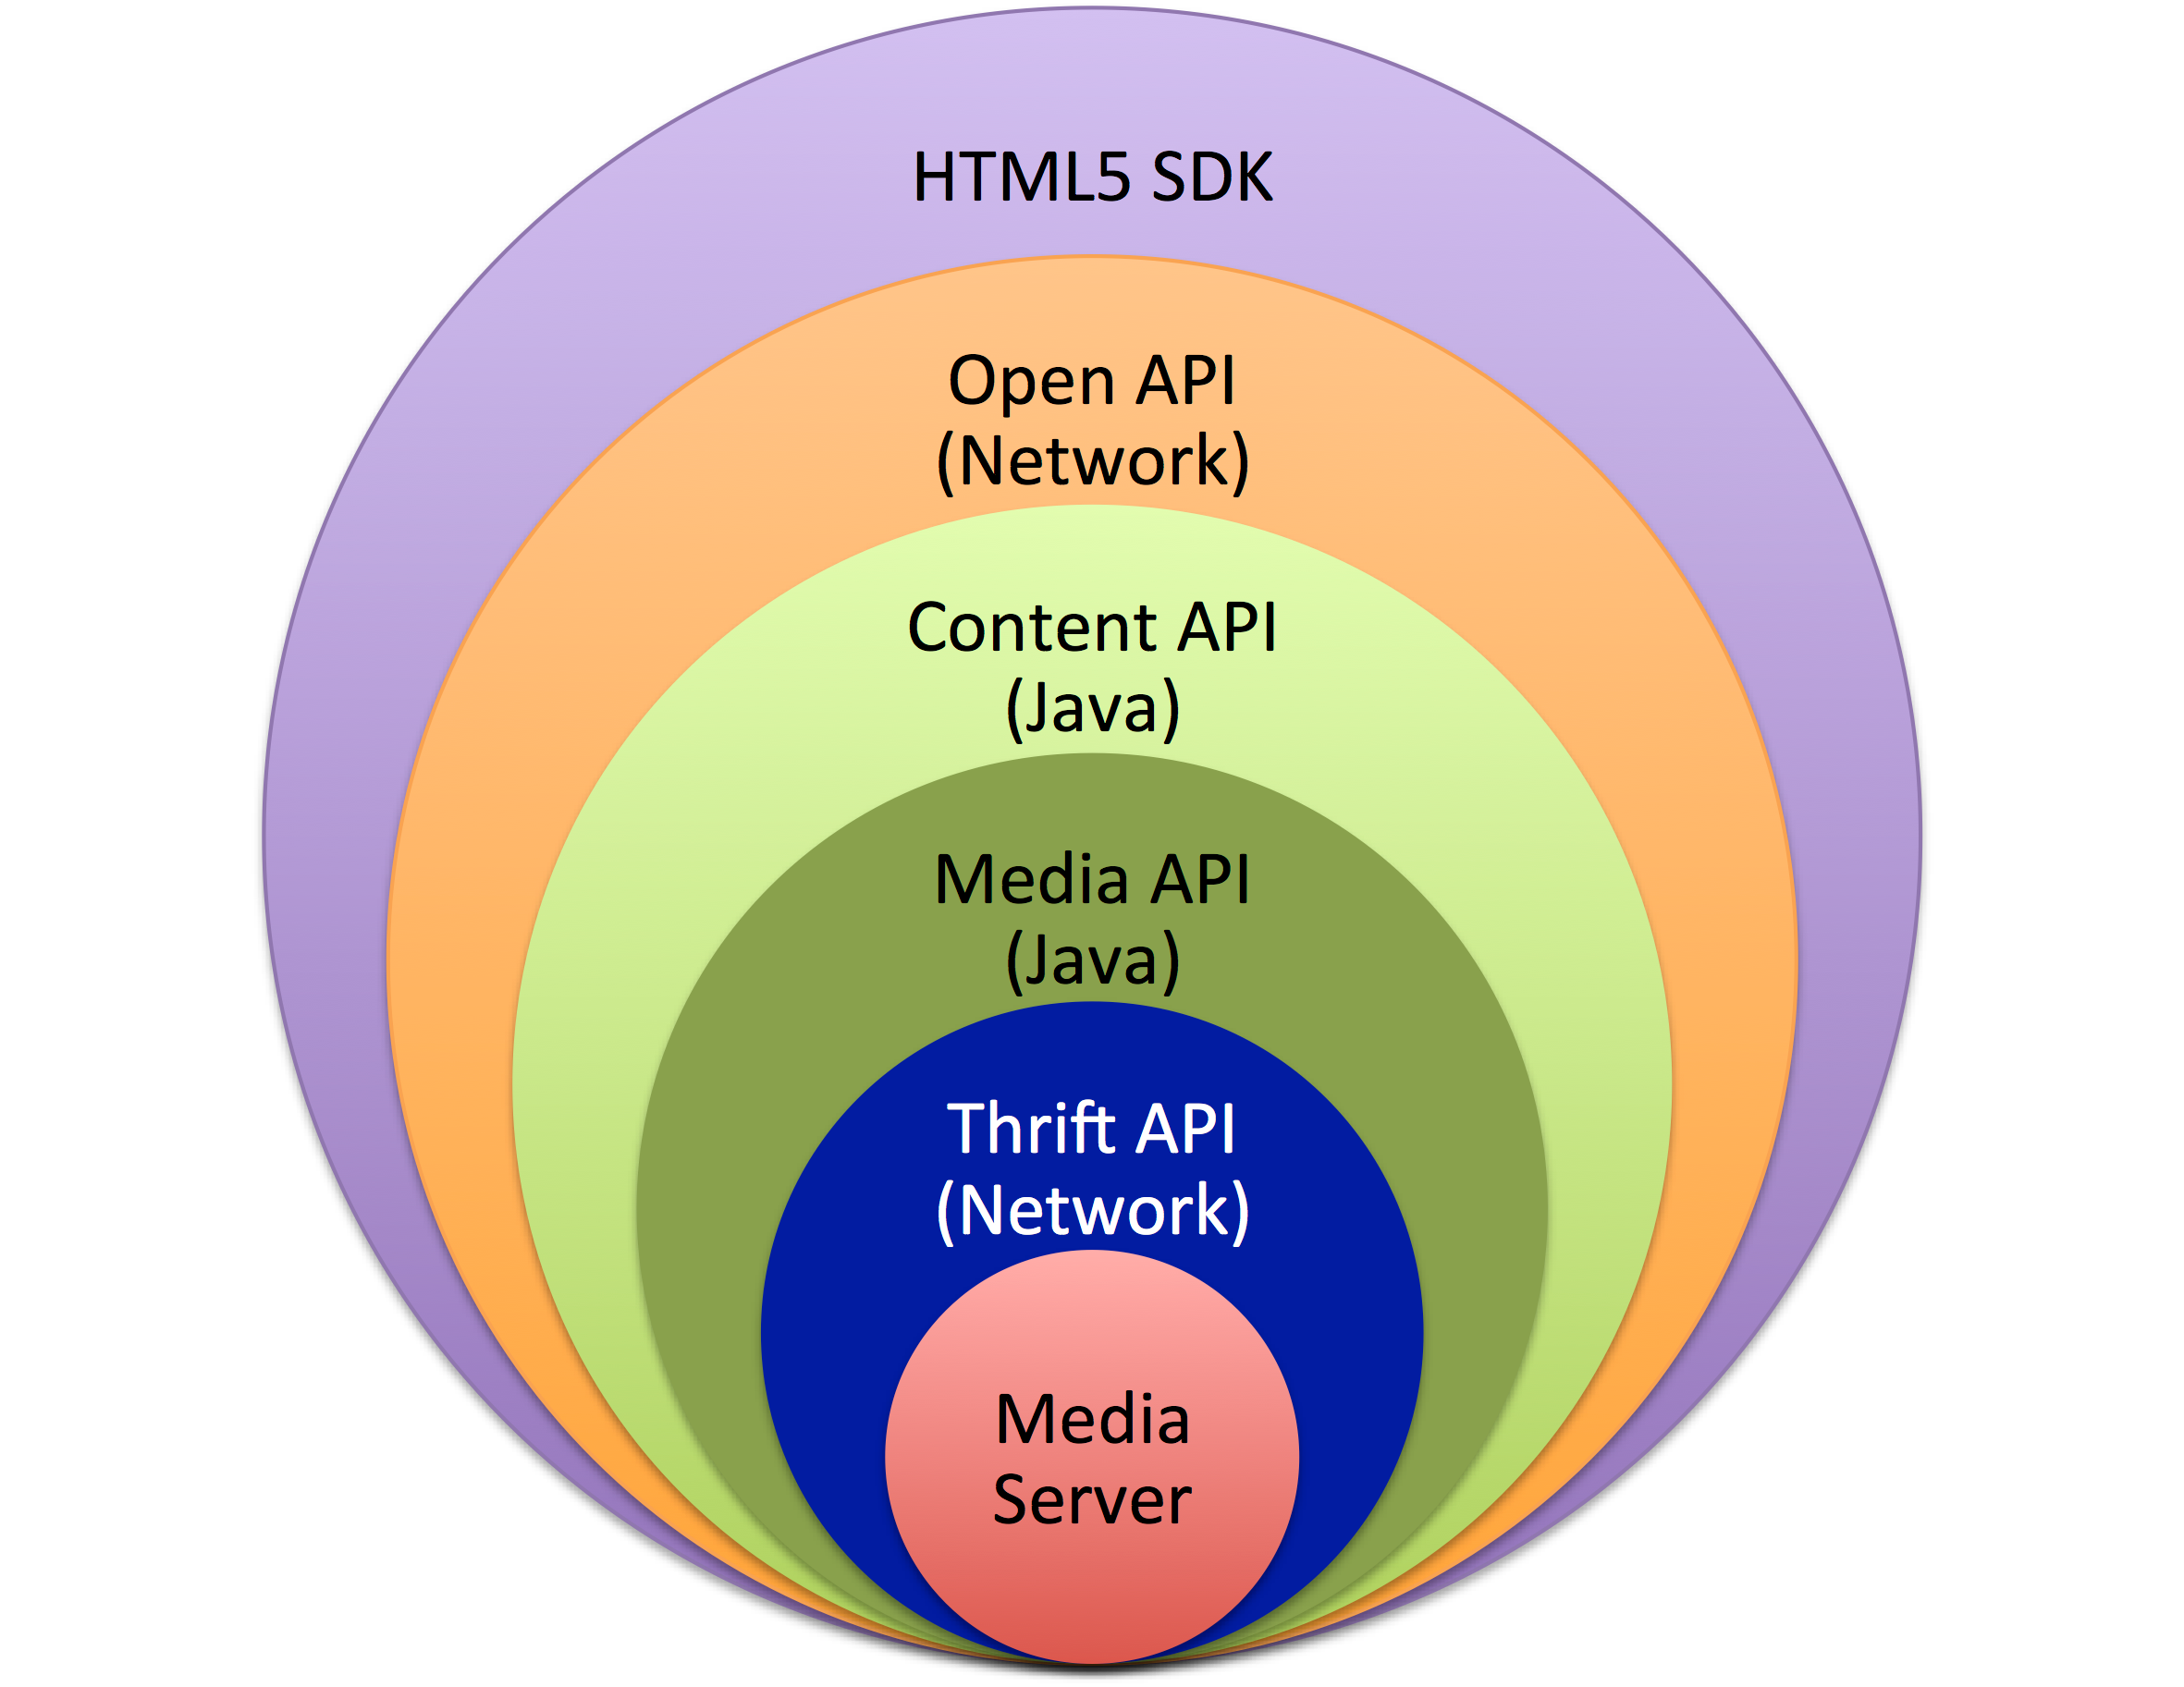 HTML5 SDK
Open API
(Network)
Content API
(Java)
Media API
(Java)
Thrift API
(Network)
Media
Server